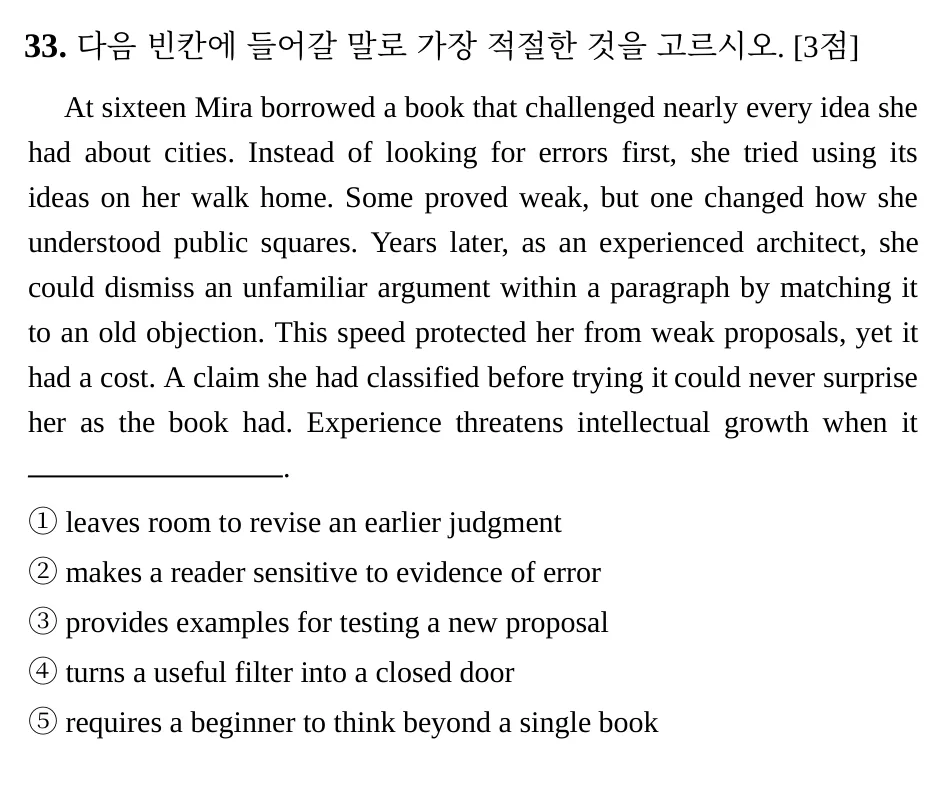 33. 다음 빈칸에 들어갈 말로 가장 적절한 것을 고르시오. [3점]
At sixteen Mira borrowed a book that challenged nearly every idea she
had about cities. Instead of looking for errors first, she tried using its
ideas on her walk home. Some proved weak, but one changed how she
understood public squares. Years later, as an experienced architect, she
could dismiss an unfamiliar argument within a paragraph by matching it
to an old objection. This speed protected her from weak proposals, yet it
had a cost. A claim she had classified before trying it could never surprise
her as the book had. Experience threatens intellectual growth when it
____________________.
① leaves room to revise an earlier judgment
② makes a reader sensitive to evidence of error
③ provides examples for testing a new proposal
④ turns a useful filter into a closed door
⑤ requires a beginner to think beyond a single book